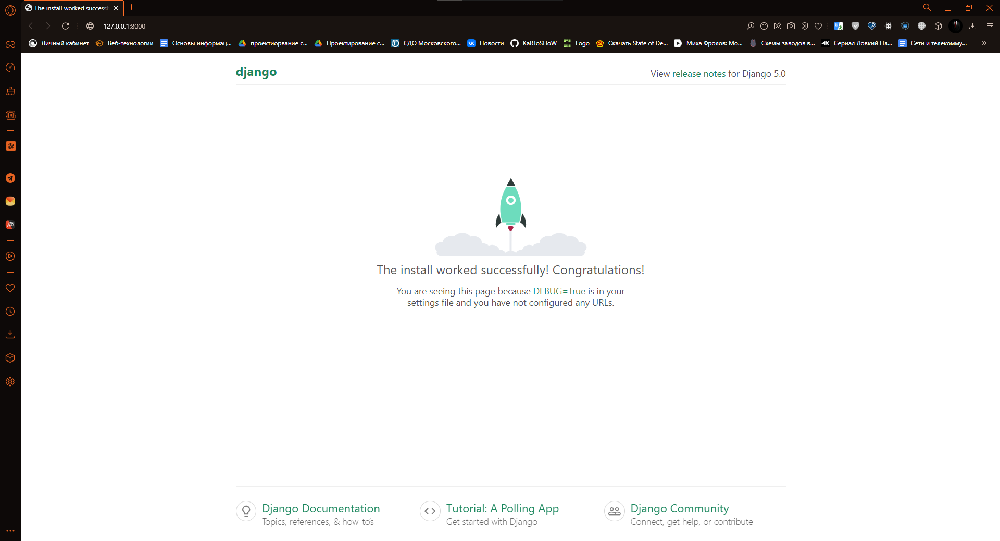 The install worked successf
127.0.0.1:8000
Личный кабинет
Веб-технологии
Основы информац...
проектиорвание с...
Проектирование с...
СДО Московского...
Новости
KaRToSHoW
Logo
Скачать State of De...
Миха Фролов: Мо...
Схемы заводов в...
4K Сериал Ловкий Пл...
Сети и телекомму...
django
View release notes for Django 5.0
The install worked successfully! Congratulations!
You are seeing this page because DEBUG=True is in your
settings file and you have not configured any URLs.
Django Documentation
Topics, references, & how-to’s
Tutorial: A Polling App
Get started with Django
Django Community
Connect, get help, or contribute